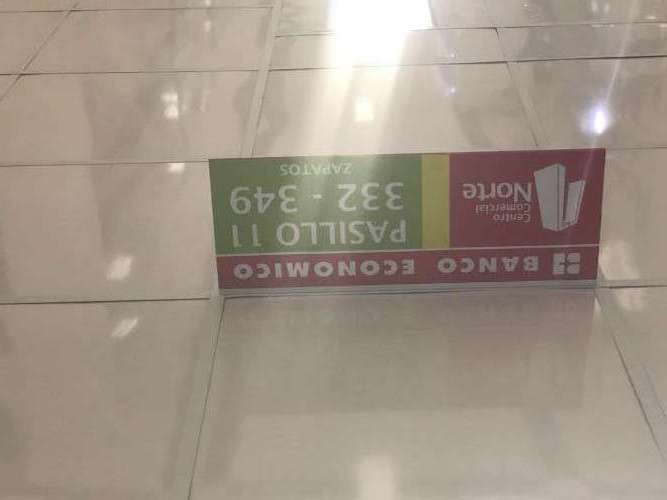 BANCO ECONOMICO
Centro
Comercial
Norte
PASILLO 11
332 - 349
ZAPATOS